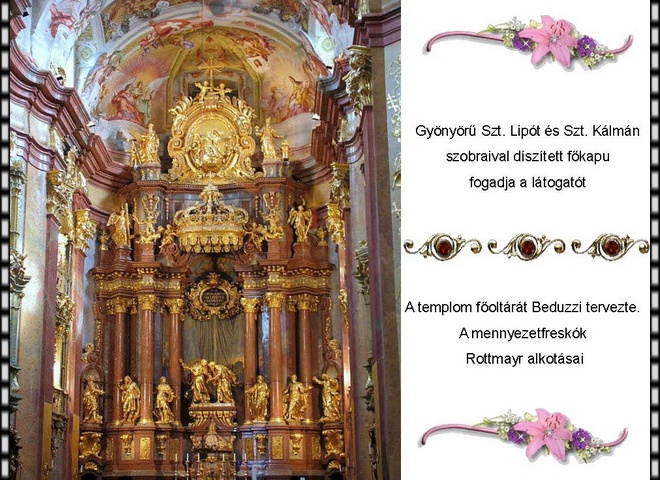 Gyönyörű Szt. Lipót és Szt. Kálmán
szobraival díszített főkapu
fogadja a látogatót
A templom főoltárát Beduzzi tervezte.
A mennyezetfreskók
Rottmayr alkotásai